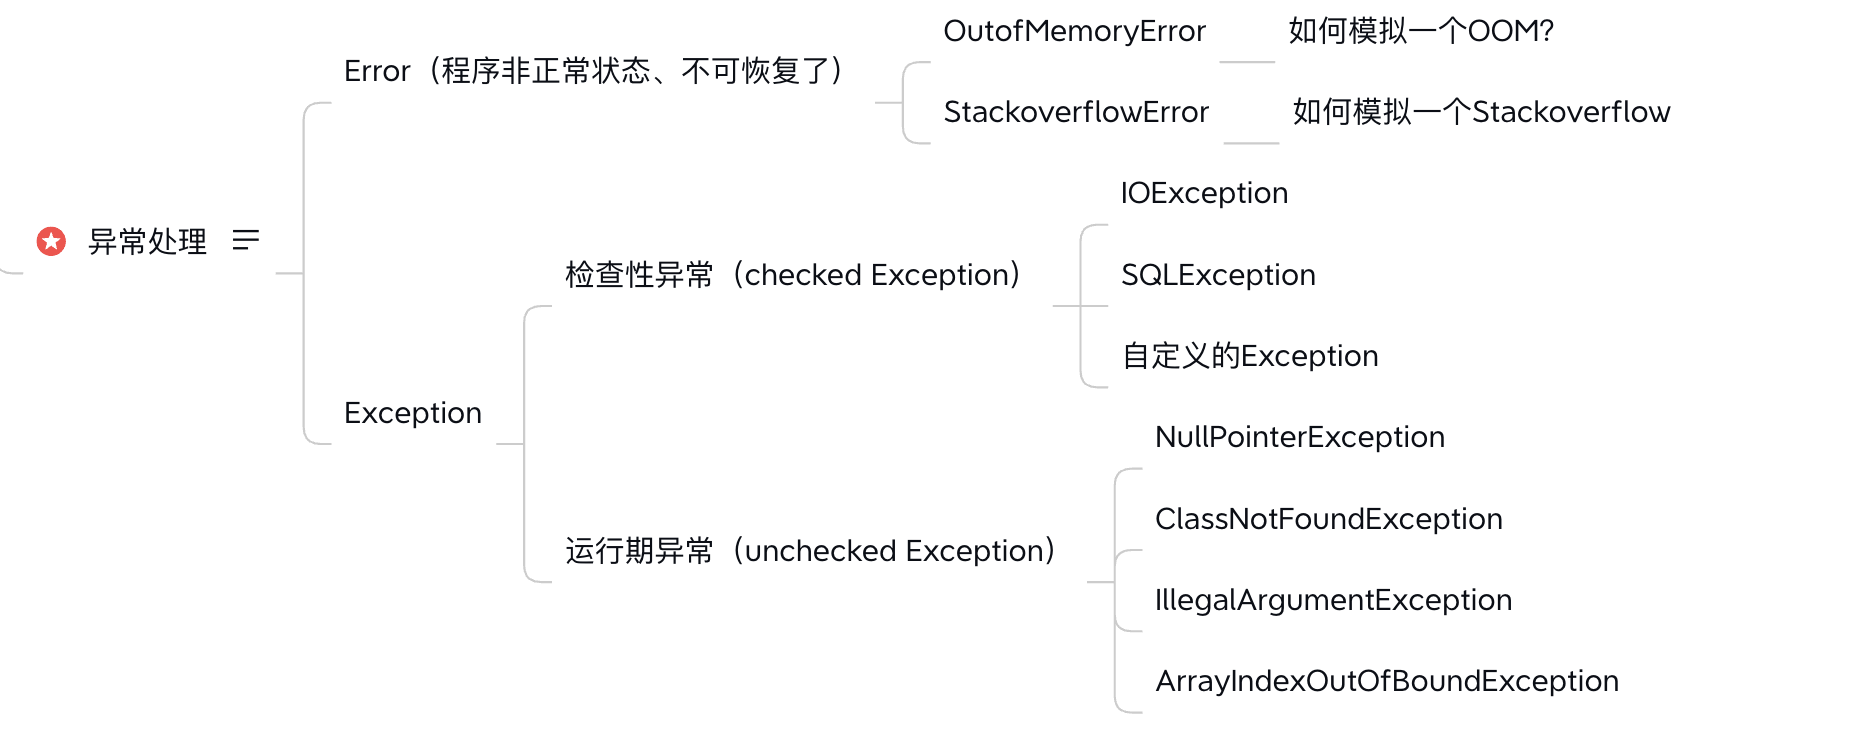 异常处理
Error（程序非正常状态、不可恢复了）
OutofMemoryError
如何模拟一个OOM?
StackoverflowError
如何模拟一个Stackoverflow
Exception
检查性异常（checked Exception）
IOException
SQLException
自定义的Exception
运行期异常（unchecked Exception）
NullPointerException
ClassNotFoundException
IllegalArgumentException
ArrayIndexOutOfBoundException